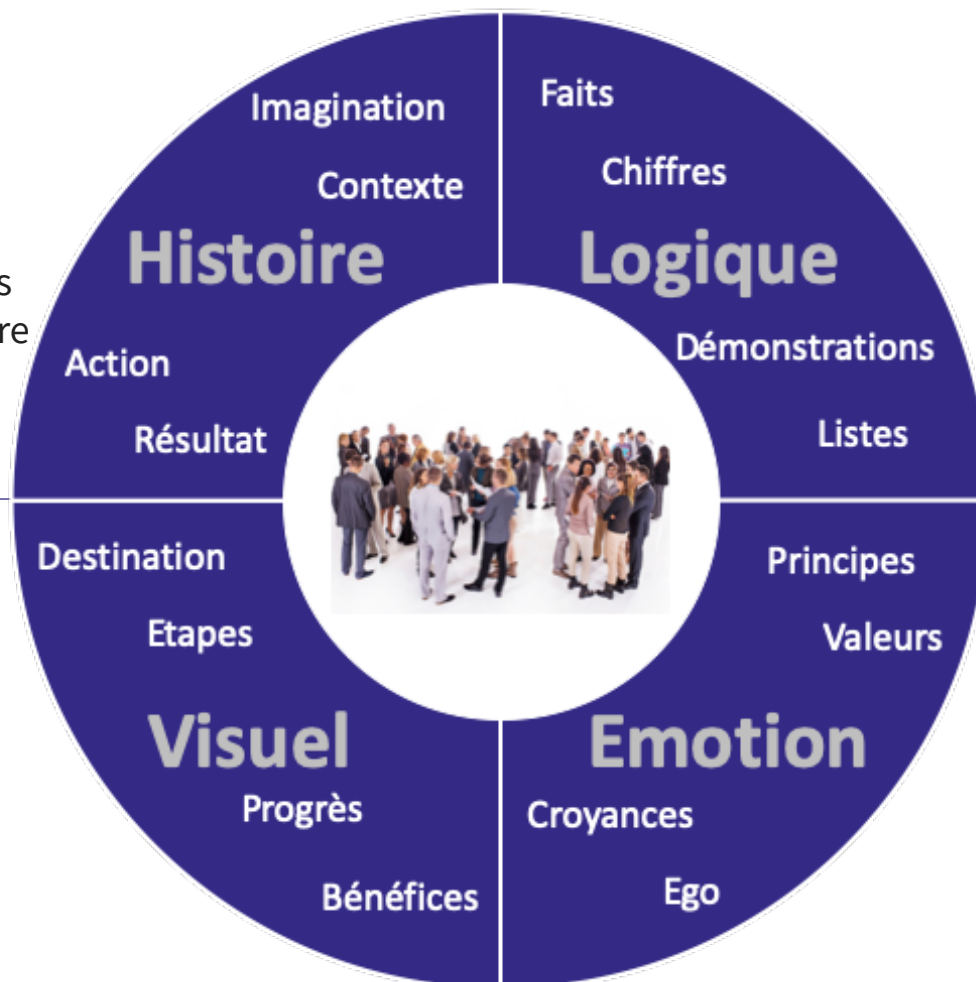 Imagination
Contexte
Histoire
Action
Résultat
Faits
Chiffres
Logique
Démonstrations
Listes
Destination
Etapes
Visuel
Progrès
Bénéfices
Principes
Valeurs
Emotion
Croyances
Ego